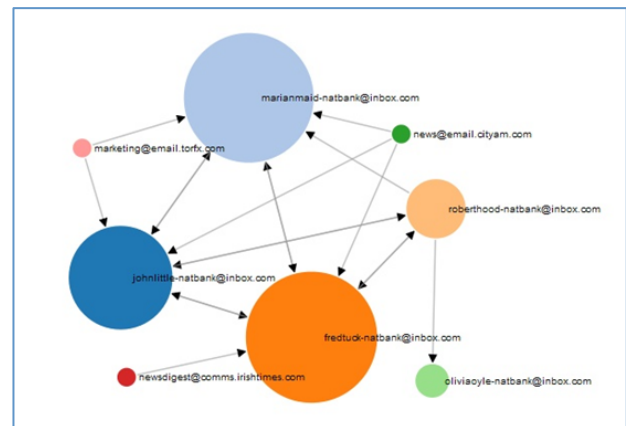 marianmaid-natbank@inbox.com
news@email.cityam.com
marketing@email.torfx.com
roberthood-natbank@inbox.com
johnlittle-natbank@inbox.com
fredtuck-natbank@inbox.com
newsdigest@comms.irishtimes.com
oliviaoyle-natbank@inbox.com